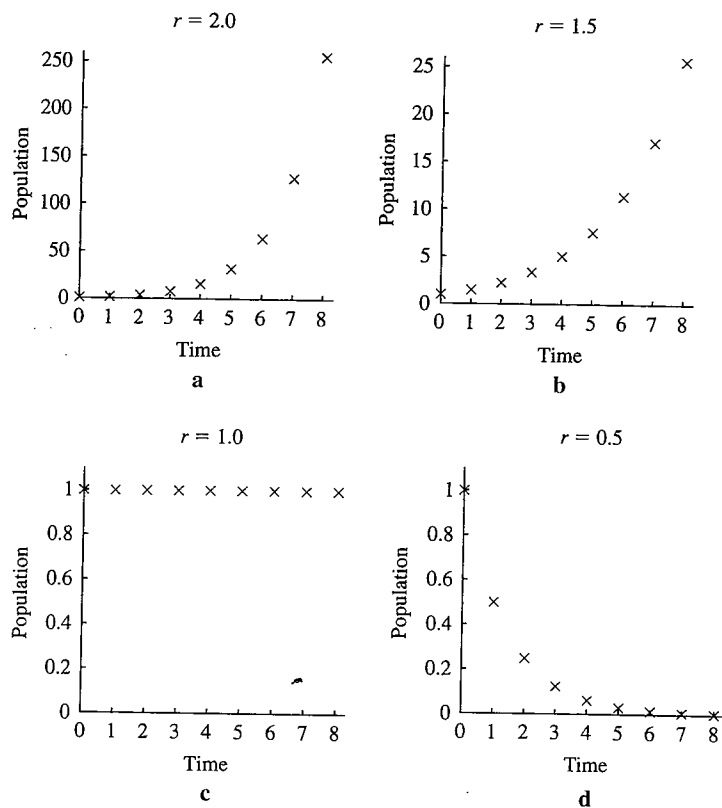 r = 2.0
250
200
150
100
50
0
Population
0 1 2 3 4 5 6 7 8
Time
a
r = 1.5
25
20
15
10
5
0
Population
0 1 2 3 4 5 6 7 8
Time
b
r = 1.0
1
0.8
0.6
0.4
0.2
0
Population
0 1 2 3 4 5 6 7 8
Time
c
r = 0.5
1
0.8
0.6
0.4
0.2
0
Population
0 1 2 3 4 5 6 7 8
Time
d